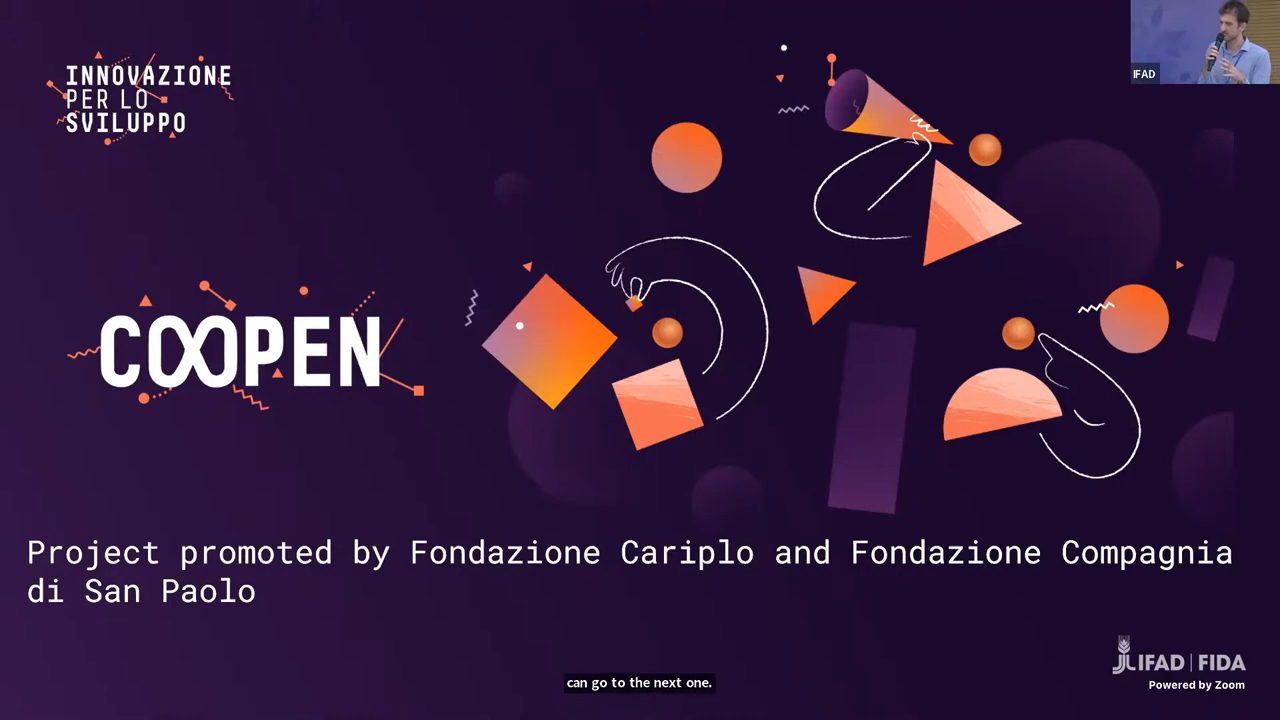 INNOVAZIONE
PER LO
SVILUPPO
IFAD
COOPEN
Project promoted by Fondazione Cariplo and Fondazione Compagnia
di San Paolo
IFAD | FIDA
Powered by Zoom
can go to the next one.